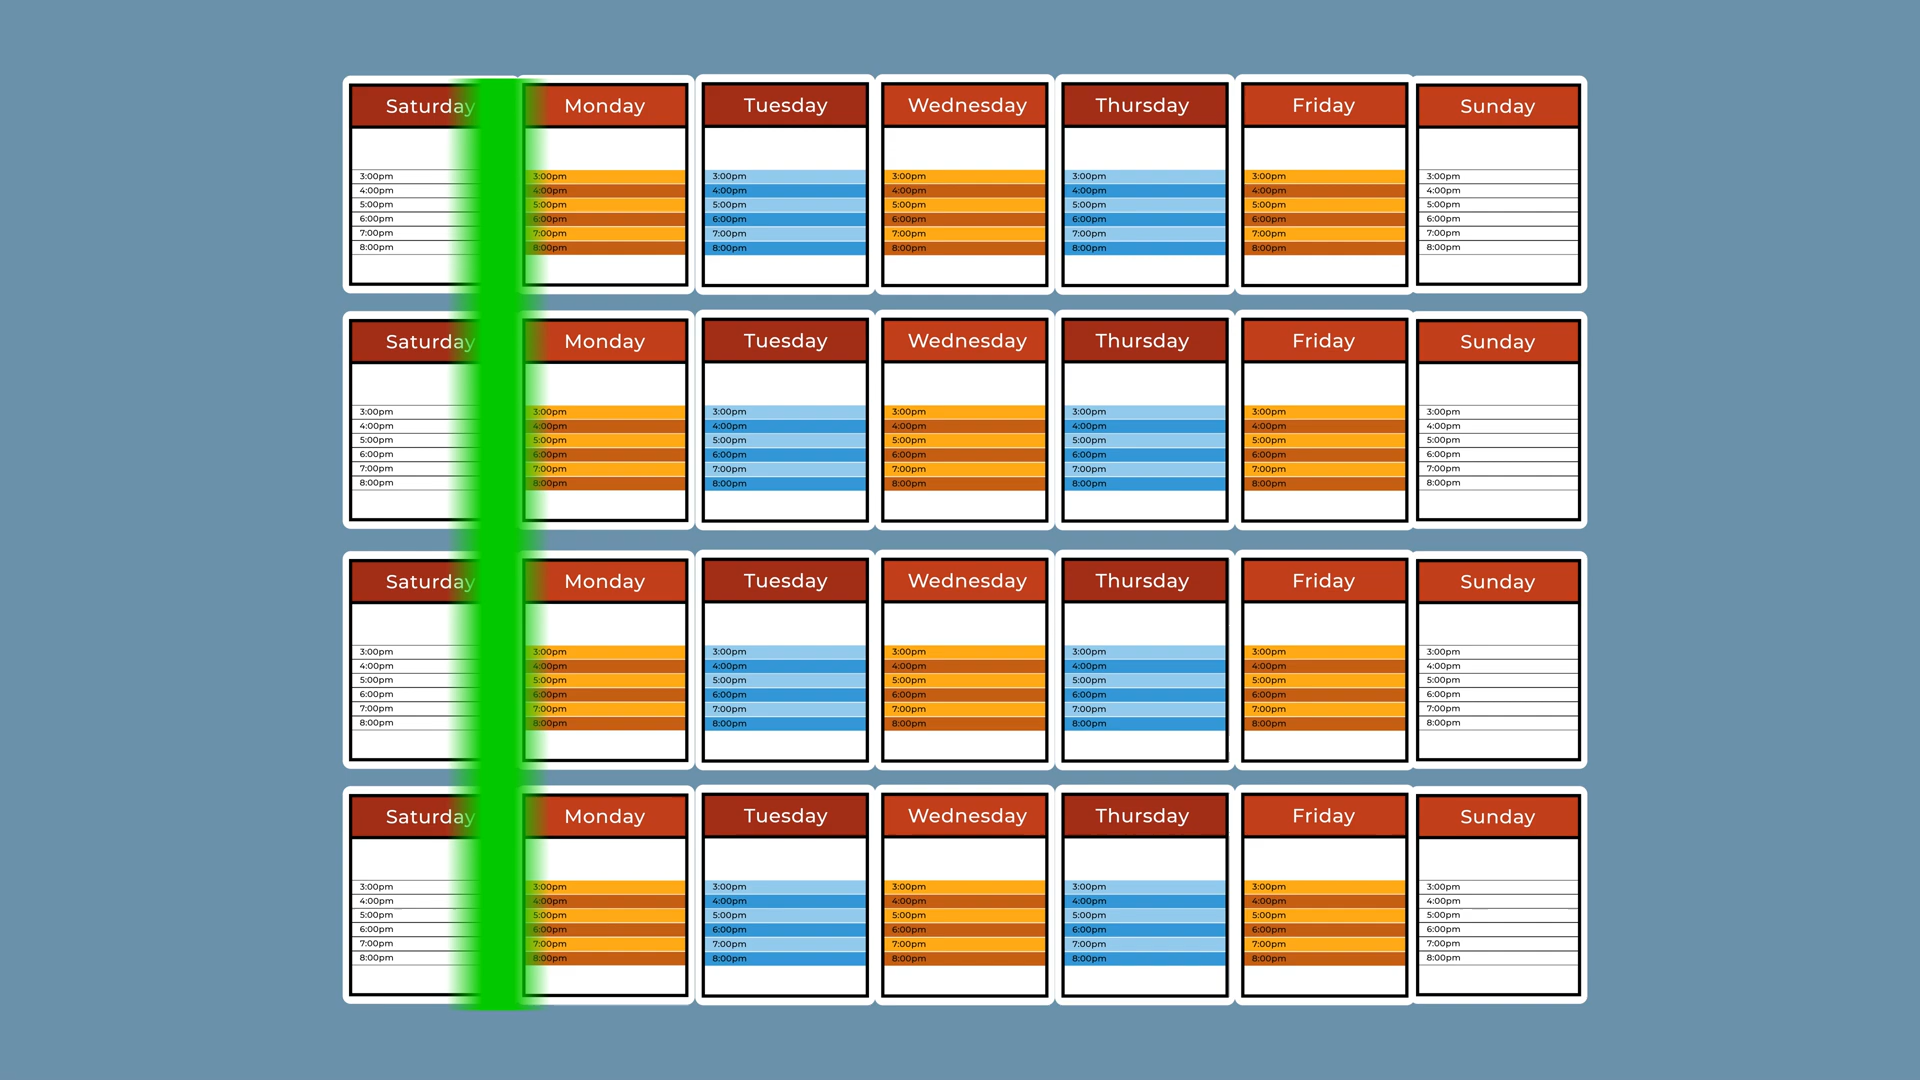 Saturday Monday Tuesday Wednesday Thursday Friday Sunday
3:00pm 3:00pm 3:00pm 3:00pm 3:00pm 3:00pm 3:00pm
4:00pm 4:00pm 4:00pm 4:00pm 4:00pm 4:00pm 4:00pm
5:00pm 5:00pm 5:00pm 5:00pm 5:00pm 5:00pm 5:00pm
6:00pm 6:00pm 6:00pm 6:00pm 6:00pm 6:00pm 6:00pm
7:00pm 7:00pm 7:00pm 7:00pm 7:00pm 7:00pm 7:00pm
8:00pm 8:00pm 8:00pm 8:00pm 8:00pm 8:00pm 8:00pm
Saturday Monday Tuesday Wednesday Thursday Friday Sunday
3:00pm 3:00pm 3:00pm 3:00pm 3:00pm 3:00pm 3:00pm
4:00pm 4:00pm 4:00pm 4:00pm 4:00pm 4:00pm 4:00pm
5:00pm 5:00pm 5:00pm 5:00pm 5:00pm 5:00pm 5:00pm
6:00pm 6:00pm 6:00pm 6:00pm 6:00pm 6:00pm 6:00pm
7:00pm 7:00pm 7:00pm 7:00pm 7:00pm 7:00pm 7:00pm
8:00pm 8:00pm 8:00pm 8:00pm 8:00pm 8:00pm 8:00pm
Saturday Monday Tuesday Wednesday Thursday Friday Sunday
3:00pm 3:00pm 3:00pm 3:00pm 3:00pm 3:00pm 3:00pm
4:00pm 4:00pm 4:00pm 4:00pm 4:00pm 4:00pm 4:00pm
5:00pm 5:00pm 5:00pm 5:00pm 5:00pm 5:00pm 5:00pm
6:00pm 6:00pm 6:00pm 6:00pm 6:00pm 6:00pm 6:00pm
7:00pm 7:00pm 7:00pm 7:00pm 7:00pm 7:00pm 7:00pm
8:00pm 8:00pm 8:00pm 8:00pm 8:00pm 8:00pm 8:00pm
Saturday Monday Tuesday Wednesday Thursday Friday Sunday
3:00pm 3:00pm 3:00pm 3:00pm 3:00pm 3:00pm 3:00pm
4:00pm 4:00pm 4:00pm 4:00pm 4:00pm 4:00pm 4:00pm
5:00pm 5:00pm 5:00pm 5:00pm 5:00pm 5:00pm 5:00pm
6:00pm 6:00pm 6:00pm 6:00pm 6:00pm 6:00pm 6:00pm
7:00pm 7:00pm 7:00pm 7:00pm 7:00pm 7:00pm 7:00pm
8:00pm 8:00pm 8:00pm 8:00pm 8:00pm 8:00pm 8:00pm